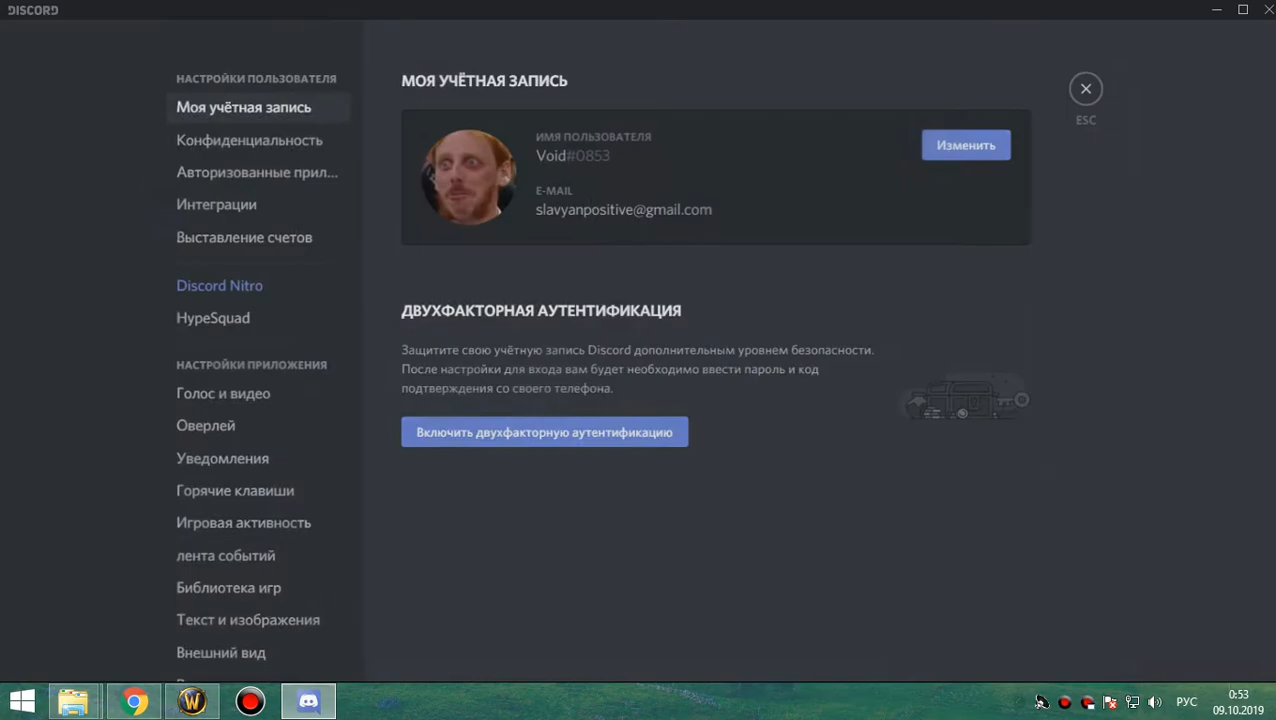 DISCORD
НАСТРОЙКИ ПОЛЬЗОВАТЕЛЯ
Моя учётная запись
Конфиденциальность
Авторизованные прил...
Интеграции
Выставление счетов
Discord Nitro
HypeSquad
НАСТРОЙКИ ПРИЛОЖЕНИЯ
Голос и видео
Оверлей
Уведомления
Горячие клавиши
Игровая активность
лента событий
Библиотека игр
Текст и изображения
Внешний вид
МОЯ УЧЁТНАЯ ЗАПИСЬ
ИМЯ ПОЛЬЗОВАТЕЛЯ
Void#0853
E-MAIL
slavyanpositive@gmail.com
Изменить
ESC
ДВУХФАКТОРНАЯ АУТЕНТИФИКАЦИЯ
Защитите свою учётную запись Discord дополнительным уровнем безопасности.
После настройки для входа вам будет необходимо ввести пароль и код
подтверждения со своего телефона.
Включить двухфакторную аутентификацию
РУС
0:53
09.10.2019